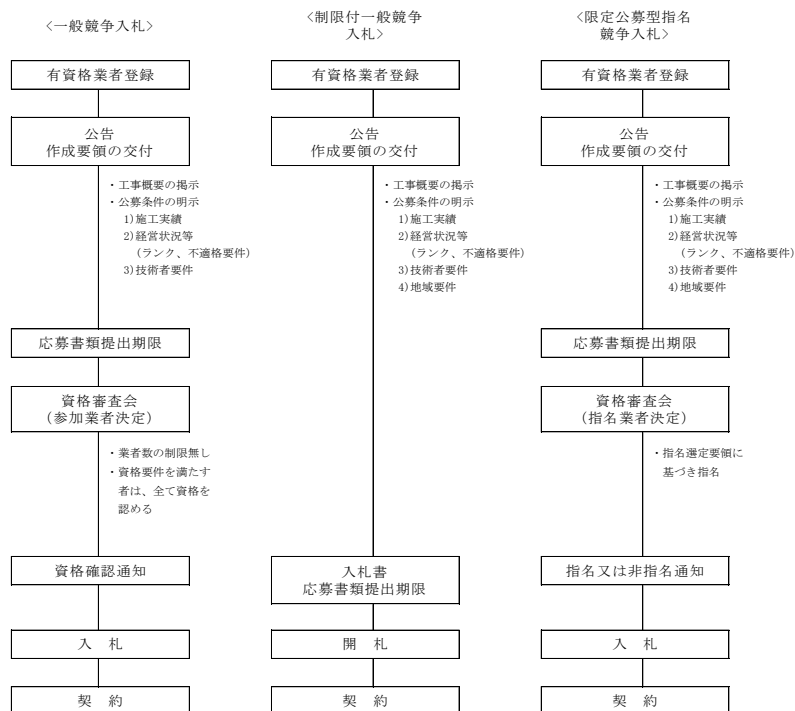 <一般競争入札>
有資格業者登録
公告
作成要領の交付
・工事概要の掲示
・公募条件の明示
1)施工実績
2)経営状況等
(ランク、不適格要件)
3)技術者要件
応募書類提出期限
資格審査会
(参加業者決定)
・業者数の制限無し
・資格要件を満たす
者は、全て資格を
認める
資格確認通知
入 札
契 約
<制限付一般競争
入札>
有資格業者登録
公告
作成要領の交付
・工事概要の掲示
・公募条件の明示
1)施工実績
2)経営状況等
(ランク、不適格要件)
3)技術者要件
4)地域要件
入札書
応募書類提出期限
開 札
契 約
<限定公募型指名
競争入札>
有資格業者登録
公告
作成要領の交付
・工事概要の掲示
・公募条件の明示
1)施工実績
2)経営状況等
(ランク、不適格要件)
3)技術者要件
4)地域要件
応募書類提出期限
資格審査会
(指名業者決定)
・指名選定要領に
基づき指名
指名又は非指名通知
入 札
契 約